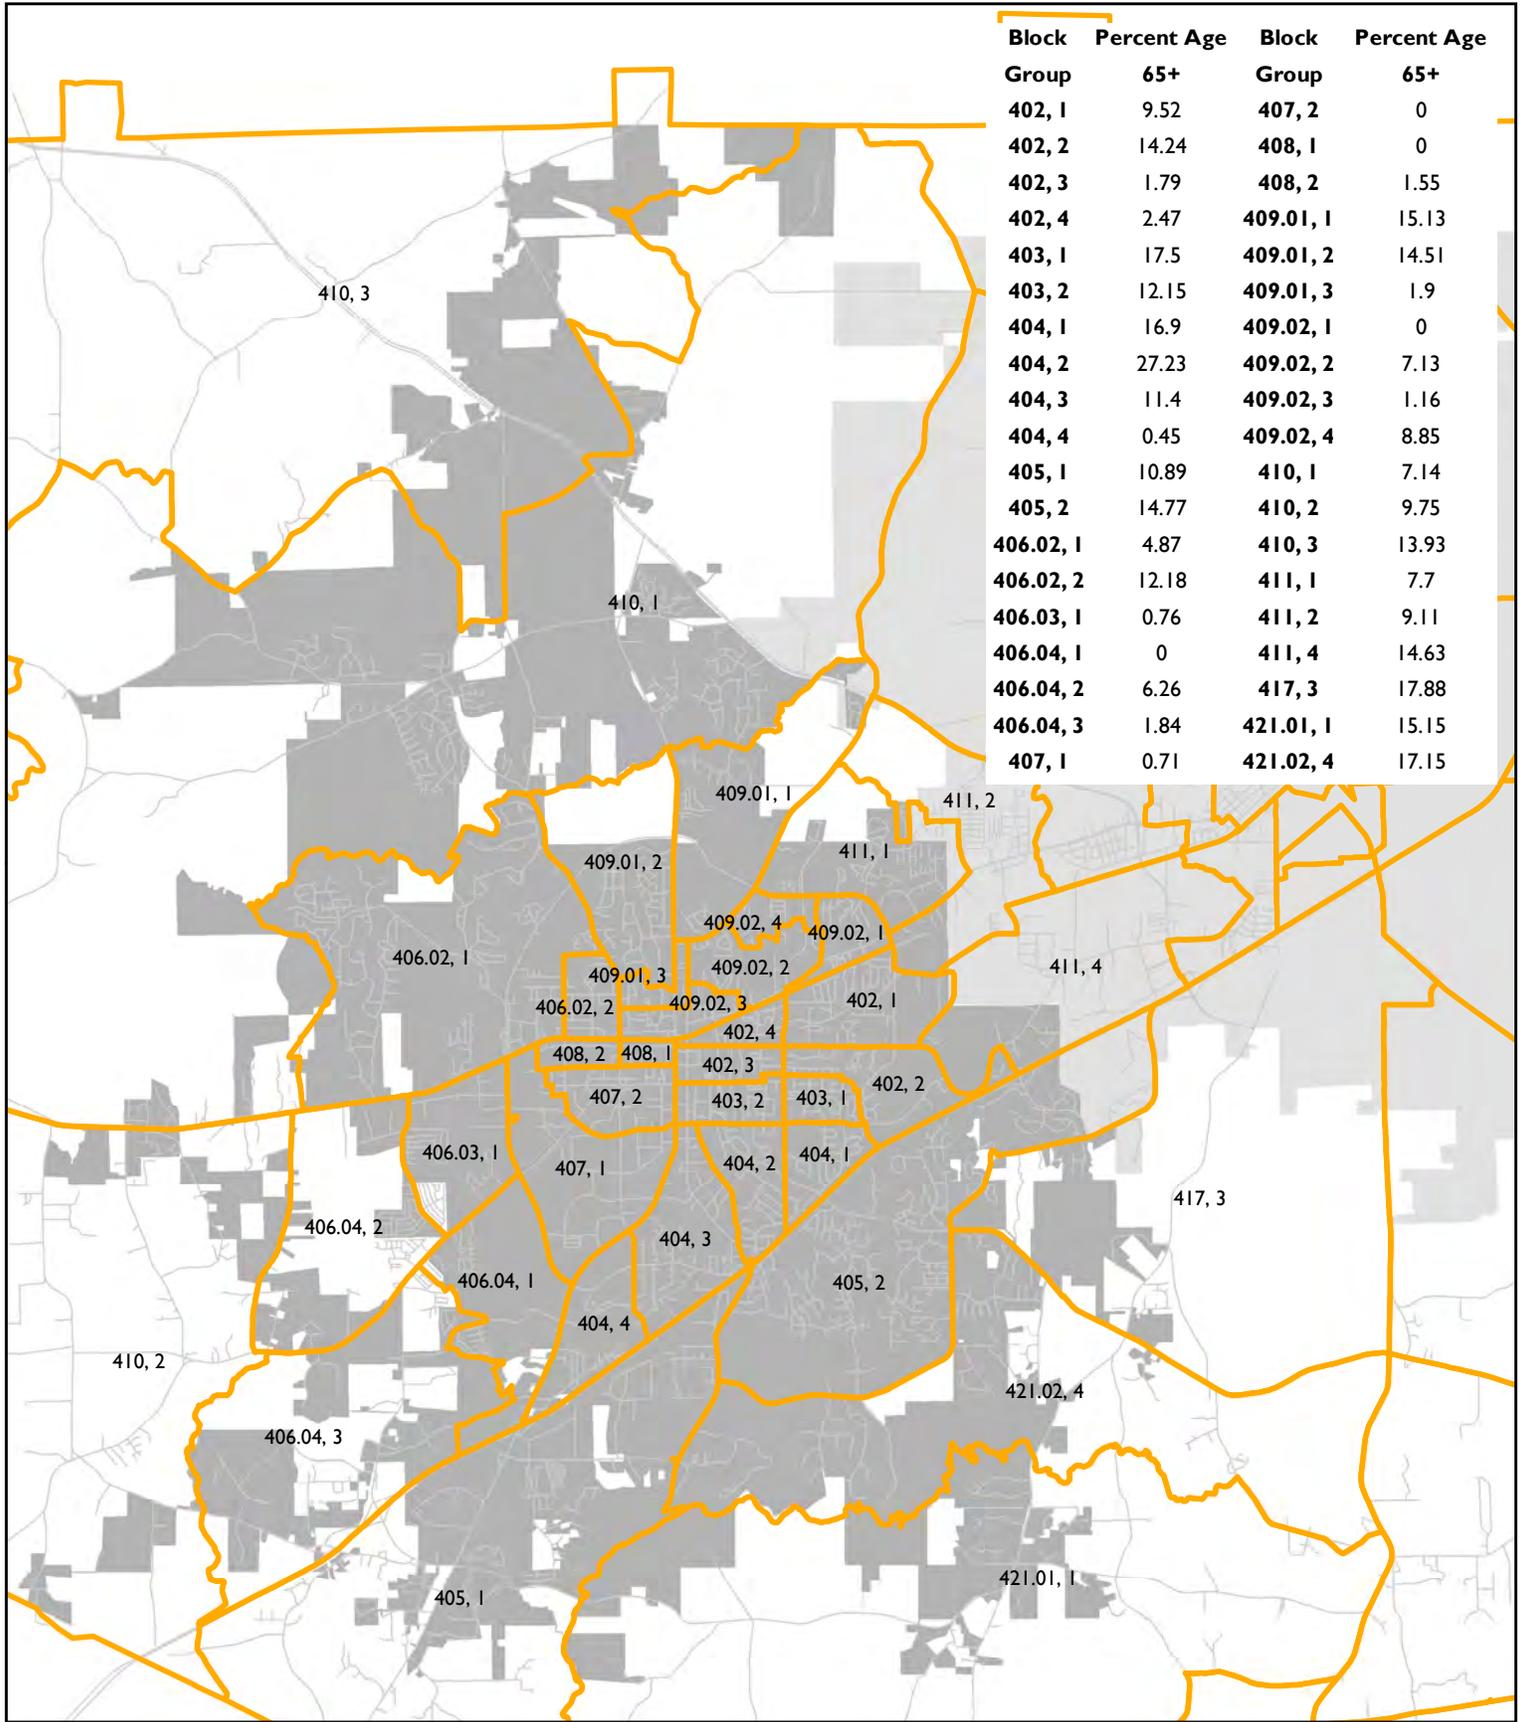 Block Percent Age Block Percent Age
Group 65+ Group 65+
402, 1 9.52 407, 2 0
402, 2 14.24 408, 1 0
402, 3 1.79 408, 2 1.55
402, 4 2.47 409.01, 1 15.13
403, 1 17.5 409.01, 2 14.51
403, 2 12.15 409.01, 3 1.9
404, 1 16.9 409.02, 1 0
404, 2 27.23 409.02, 2 7.13
404, 3 11.4 409.02, 3 1.16
404, 4 0.45 409.02, 4 8.85
405, 1 10.89 410, 1 7.14
405, 2 14.77 410, 2 9.75
406.02, 1 4.87 410, 3 13.93
406.02, 2 12.18 411, 1 7.7
406.03, 1 0.76 411, 2 9.11
406.04, 1 0 411, 4 14.63
406.04, 2 6.26 417, 3 17.88
406.04, 3 1.84 421.01, 1 15.15
407, 1 0.71 421.02, 4 17.15
410, 3
410, 1
409.01, 1
411, 2
409.01, 2
411, 1
409.02, 4
409.02, 1
406.02, 1
409.01, 3
409.02, 2
411, 4
406.02, 2
409.02, 3
402, 1
402, 4
408, 2
408, 1
402, 3
402, 2
407, 2
403, 2
403, 1
406.03, 1
407, 1
404, 2
404, 1
417, 3
406.04, 2
404, 3
406.04, 1
405, 2
404, 4
410, 2
421.02, 4
406.04, 3
421.01, 1
405, 1